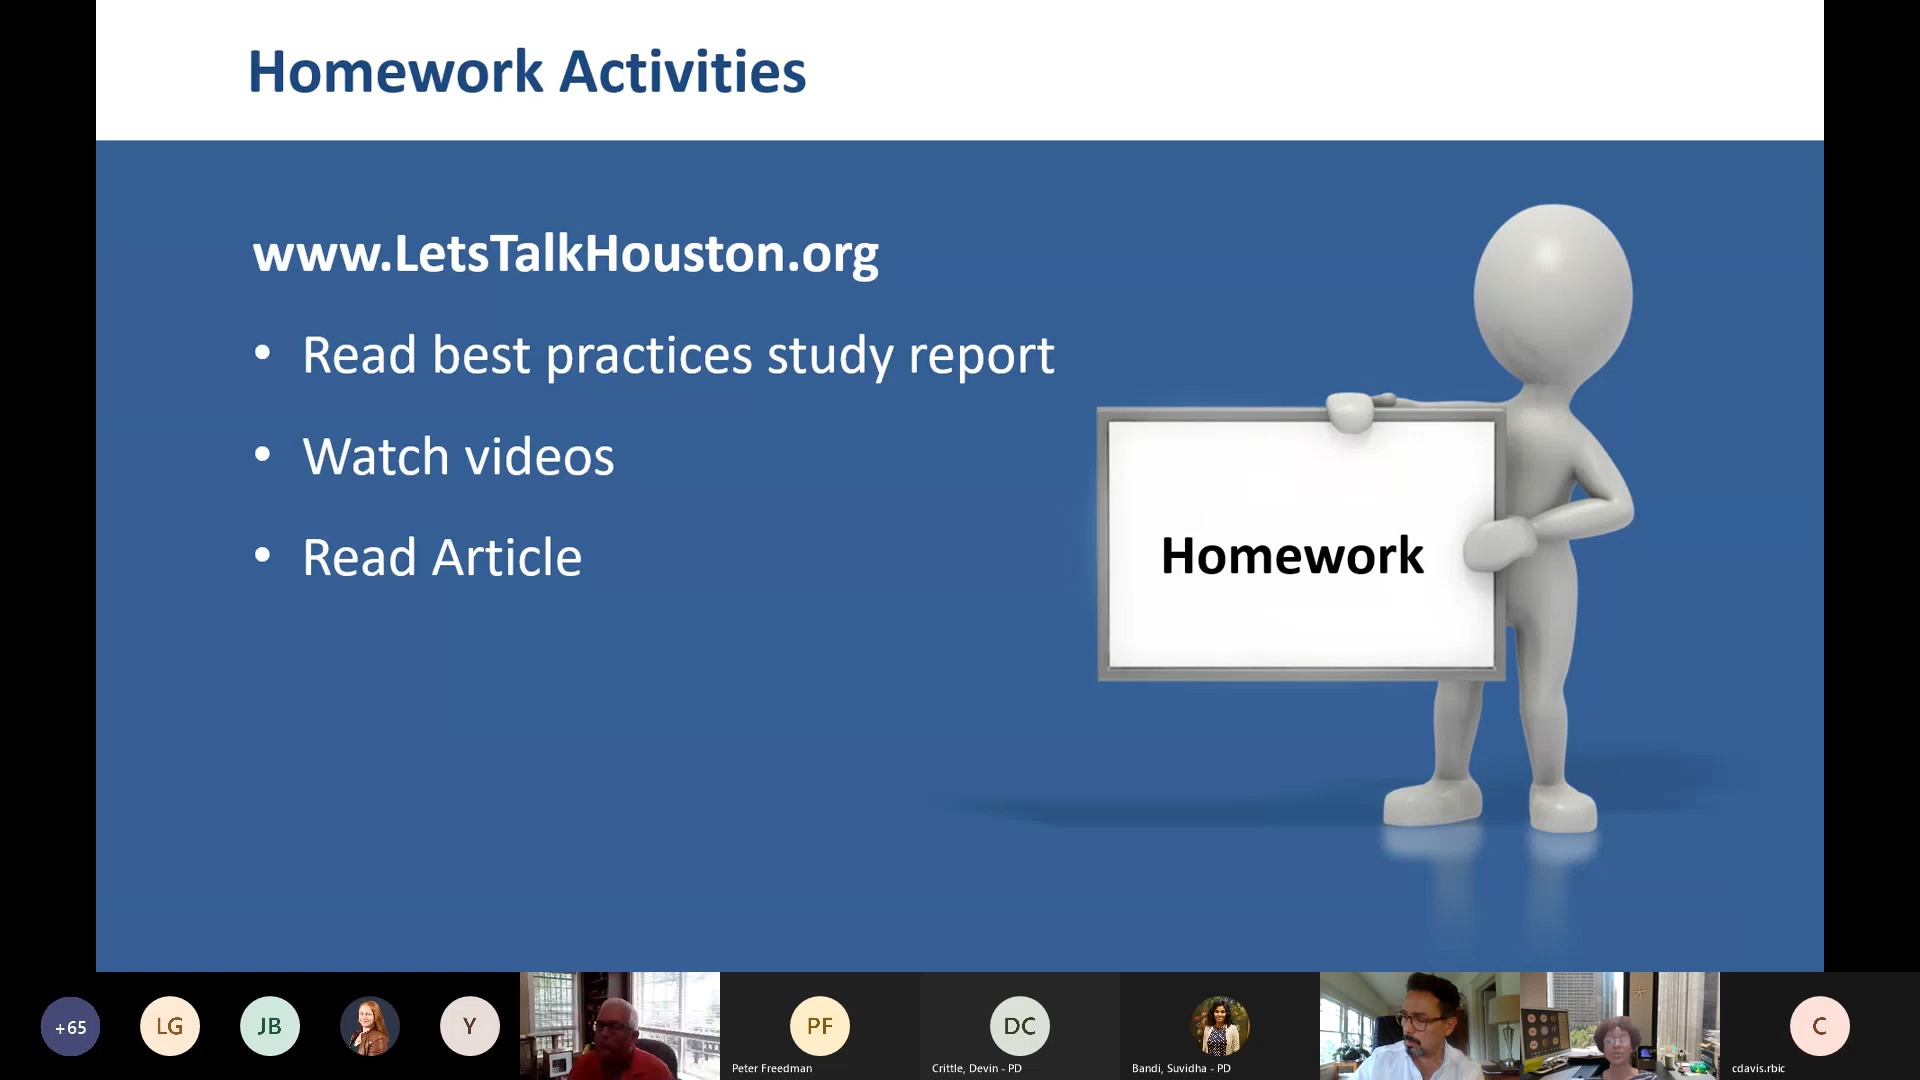 Homework Activities
www.LetsTalkHouston.org
• Read best practices study report
• Watch videos
• Read Article
Homework
+65
LG
JB
Y
PF
DC
C
Peter Freedman
Crittle, Devin - PD
Bandi, Suvidha - PD
cdavis.rbic